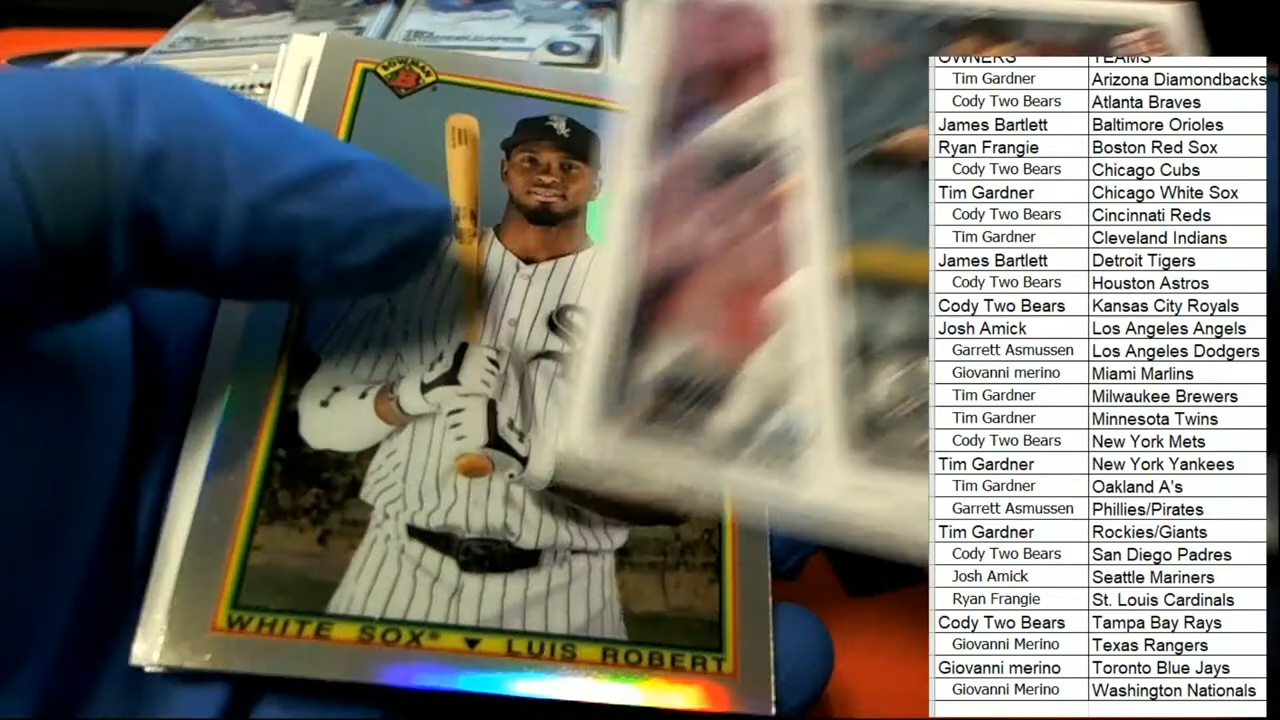 BOWMAN
B
WHITE SOX ▼ LUIS ROBERT
OWNERS TEAMS
Tim Gardner Arizona Diamondbacks
Cody Two Bears Atlanta Braves
James Bartlett Baltimore Orioles
Ryan Frangie Boston Red Sox
Cody Two Bears Chicago Cubs
Tim Gardner Chicago White Sox
Cody Two Bears Cincinnati Reds
Tim Gardner Cleveland Indians
James Bartlett Detroit Tigers
Cody Two Bears Houston Astros
Cody Two Bears Kansas City Royals
Josh Amick Los Angeles Angels
Garrett Asmussen Los Angeles Dodgers
Giovanni merino Miami Marlins
Tim Gardner Milwaukee Brewers
Tim Gardner Minnesota Twins
Cody Two Bears New York Mets
Tim Gardner New York Yankees
Tim Gardner Oakland A's
Garrett Asmussen Phillies/Pirates
Tim Gardner Rockies/Giants
Cody Two Bears San Diego Padres
Josh Amick Seattle Mariners
Ryan Frangie St. Louis Cardinals
Cody Two Bears Tampa Bay Rays
Giovanni Merino Texas Rangers
Giovanni merino Toronto Blue Jays
Giovanni Merino Washington Nationals